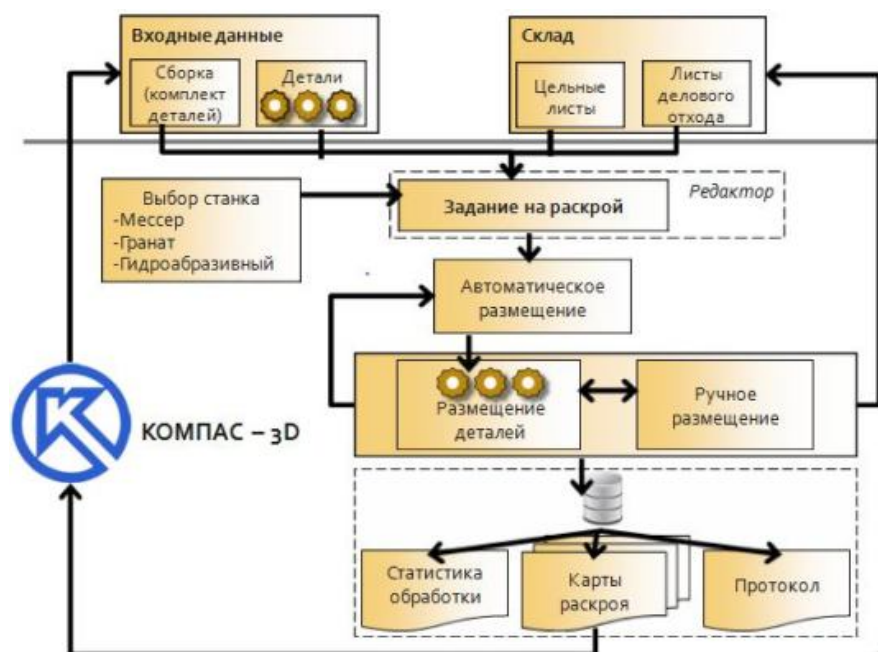 Входные данные
Сборка
(комплект
деталей)
Детали
Склад
Цельные
листы
Листы
делового
отхода
Выбор станка
-Мессер
-Гранат
-Гидроабразивный
Задание на раскрой
Редактор
Автоматическое
размещение
Размещение
деталей
Ручное
размещение
КОМПАС – 3D
Статистика
обработки
Карты
раскроя
Протокол